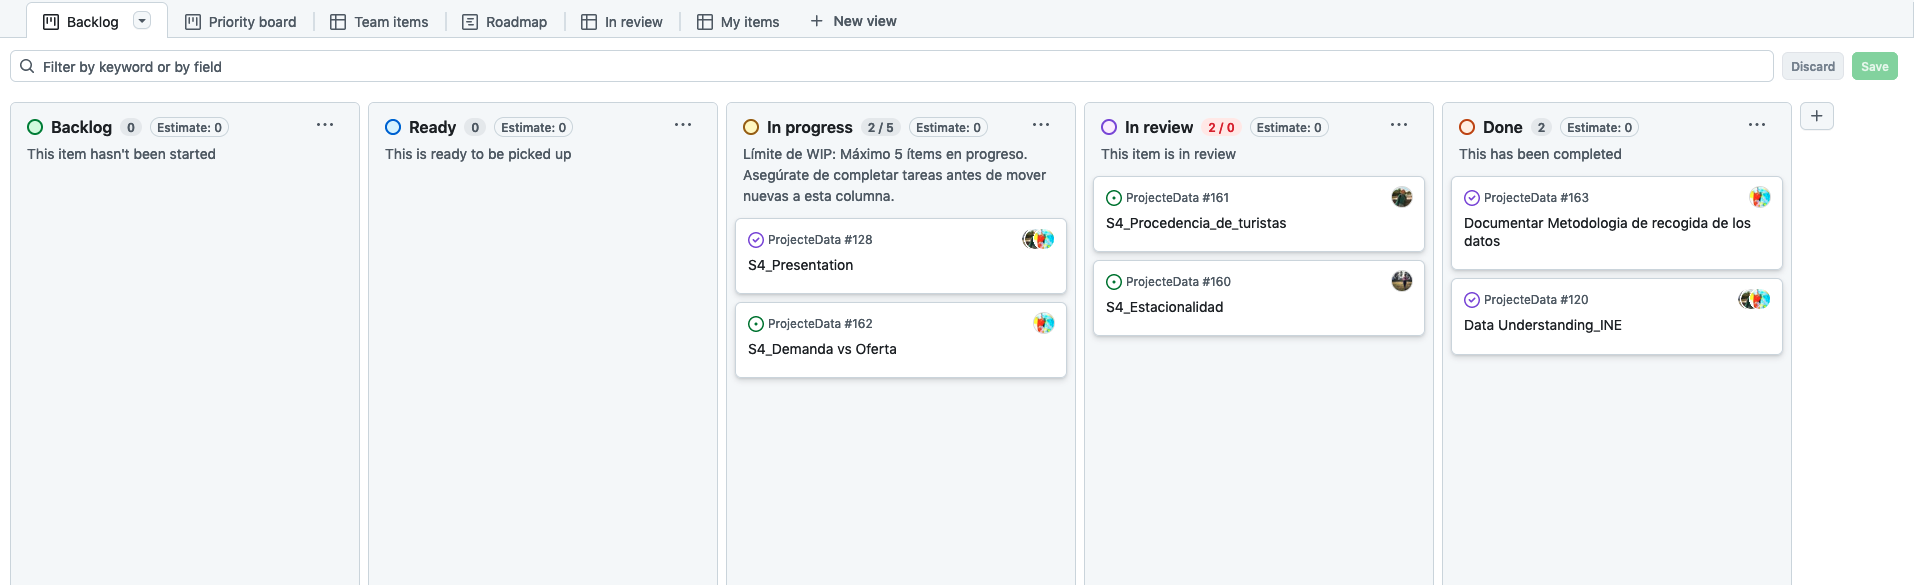 Backlog
Priority board
Team items
Roadmap
In review
My items
New view
Filter by keyword or by field
Discard
Save
Backlog 0 Estimate: 0
This item hasn't been started
Ready 0 Estimate: 0
This is ready to be picked up
In progress 2 / 5 Estimate: 0
Límite de WIP: Máximo 5 ítems en progreso.
Asegúrate de completar tareas antes de mover
nuevas a esta columna.
ProjecteData #128
S4_Presentation
ProjecteData #162
S4_Demanda vs Oferta
In review 2 / 0 Estimate: 0
This item is in review
ProjecteData #161
S4_Procedencia_de_turistas
ProjecteData #160
S4_Estacionalidad
Done 2 Estimate: 0
This has been completed
ProjecteData #163
Documentar Metodologia de recogida de los
datos
ProjecteData #120
Data Understanding_INE